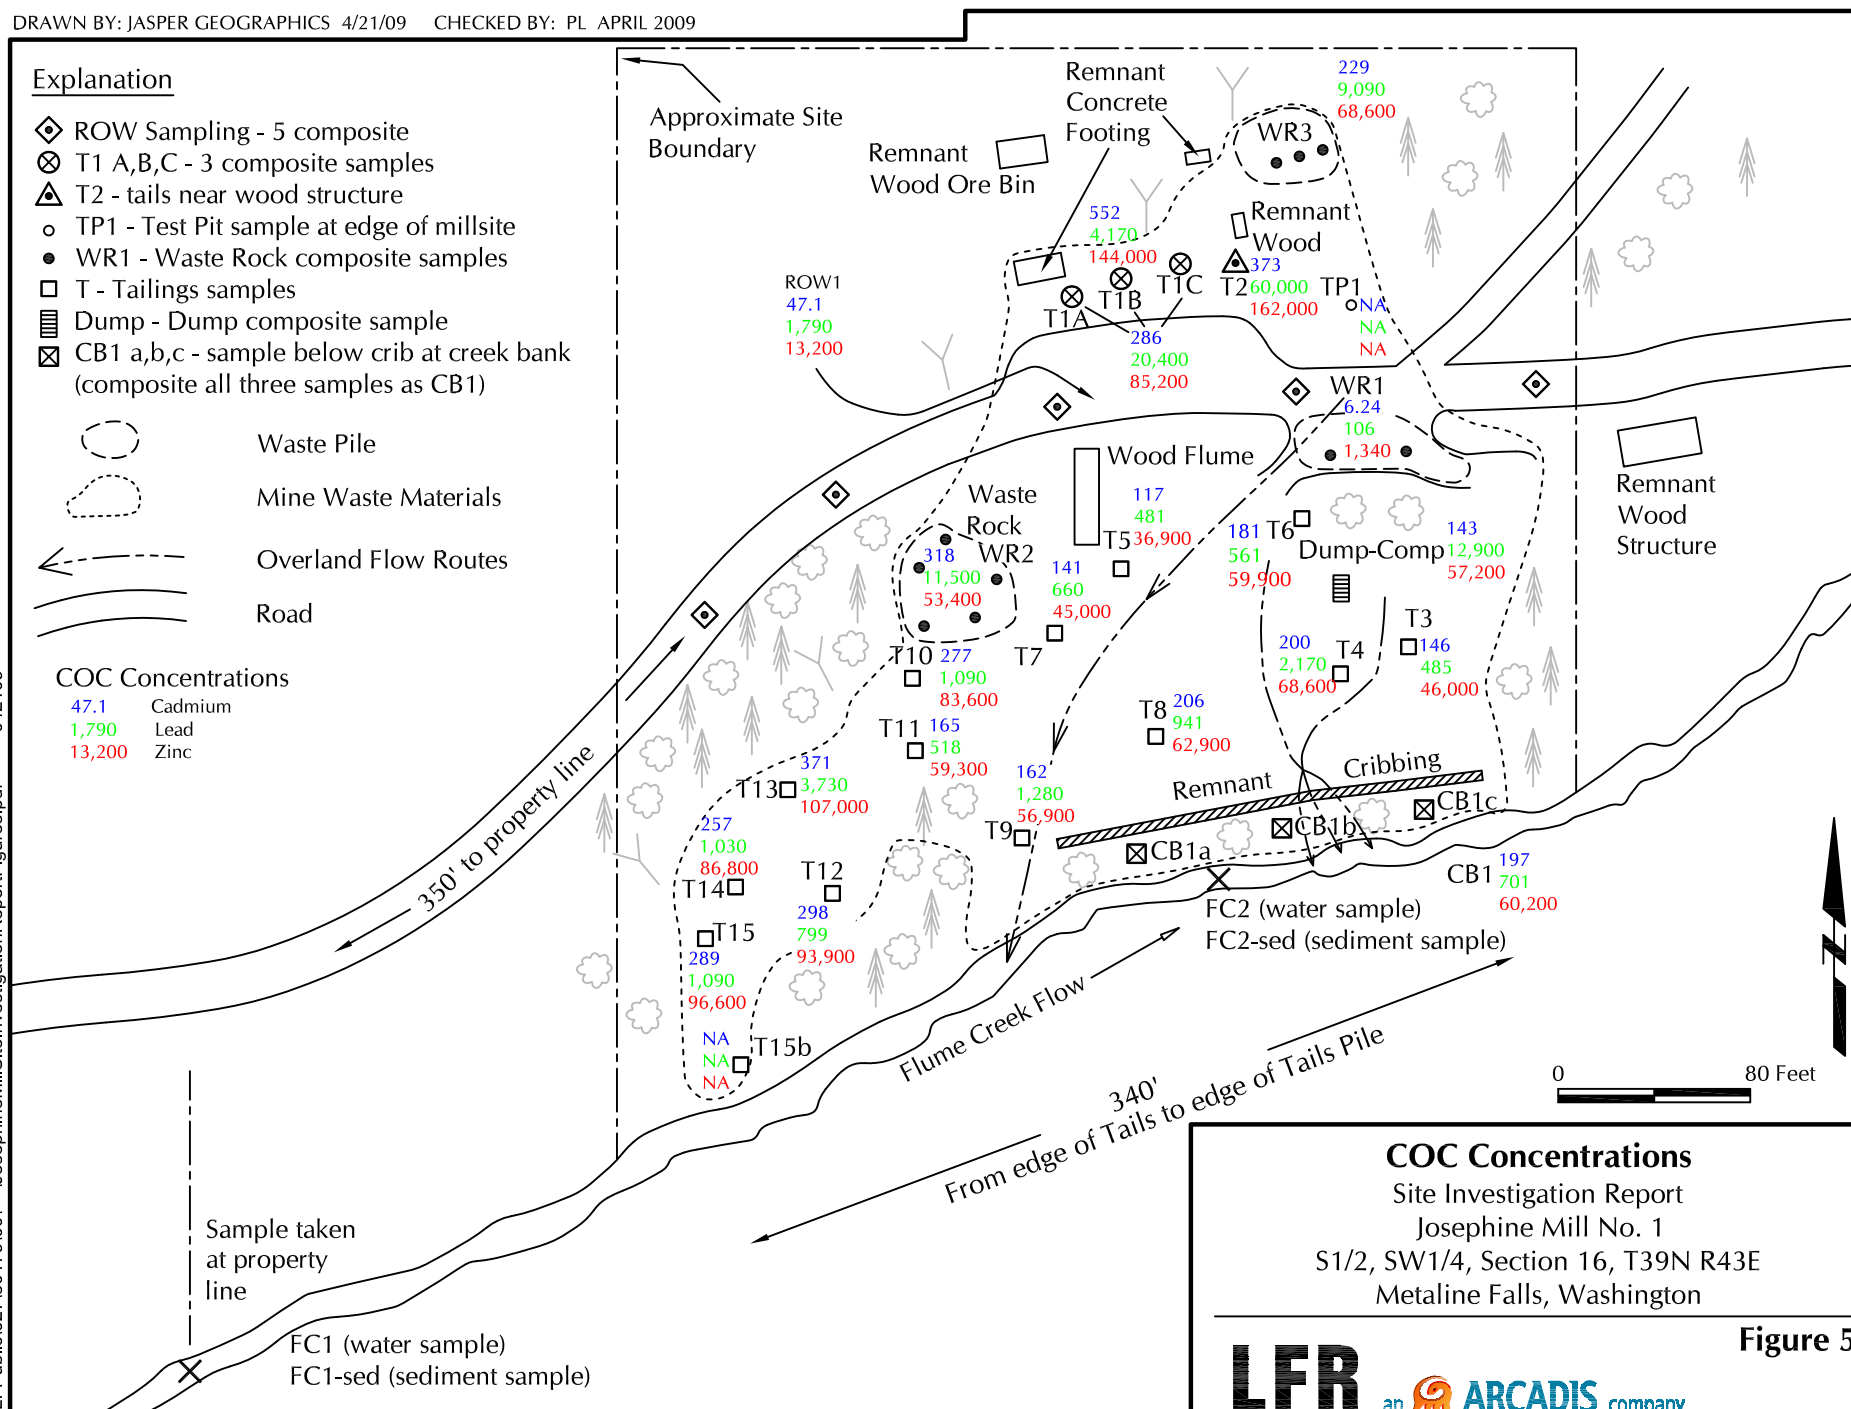 DRAWN BY: JASPER GEOGRAPHICS 4/21/09 CHECKED BY: PL APRIL 2009
Explanation
ROW Sampling - 5 composite
T1 A,B,C - 3 composite samples
T2 - tails near wood structure
TP1 - Test Pit sample at edge of millsite
WR1 - Waste Rock composite samples
T - Tailings samples
Dump - Dump composite sample
CB1 a,b,c - sample below crib at creek bank
(composite all three samples as CB1)
Waste Pile
Mine Waste Materials
Overland Flow Routes
Road
COC Concentrations
47.1 Cadmium
1,790 Lead
13,200 Zinc
Approximate Site
Boundary
Remnant
Wood Ore Bin
Remnant
Concrete
Footing
229
9,090
68,600
WR3
552
4,170
144,000
Remnant
Wood
T1A
T1B
T1C
286
20,400
85,200
T2
373
60,000
162,000
TP1
NA
NA
NA
ROW1
47.1
1,790
13,200
WR1
6.24
106
1,340
Remnant
Wood
Structure
Wood Flume
Waste
Rock
WR2
318
11,500
53,400
117
481
36,900
T5
141
660
45,000
T7
181
561
59,900
T6
Dump-Comp
143
12,900
57,200
T3
146
485
46,000
T4
200
2,170
68,600
T10
277
1,090
83,600
T11
165
518
59,300
T8
206
941
62,900
T13
371
3,730
107,000
162
1,280
56,900
T9
Remnant Cribbing
CB1a
CB1b
CB1c
CB1
197
701
60,200
257
1,030
86,800
T14
T12
298
799
93,900
T15
289
1,090
96,600
NA
NA
NA
T15b
350' to property line
FC2 (water sample)
FC2-sed (sediment sample)
Flume Creek Flow
340'
From edge of Tails to edge of Tails Pile
N
0 80 Feet
Sample taken
at property
line
FC1 (water sample)
FC1-sed (sediment sample)
COC Concentrations
Site Investigation Report
Josephine Mill No. 1
S1/2, SW1/4, Section 16, T39N R43E
Metaline Falls, Washington
Figure 5
LFR an ARCADIS company